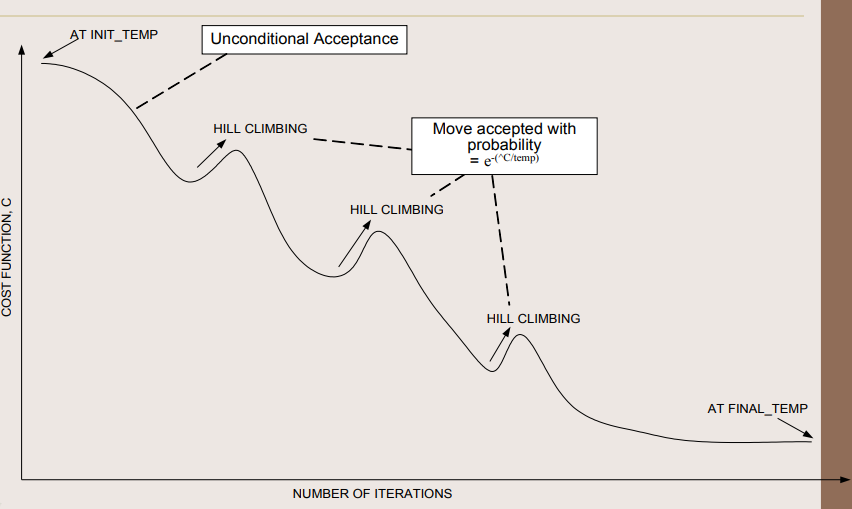 AT INIT_TEMP
Unconditional Acceptance
HILL CLIMBING
Move accepted with
probability
= e-(^C/temp)
HILL CLIMBING
HILL CLIMBING
AT FINAL_TEMP
COST FUNCTION, C
NUMBER OF ITERATIONS